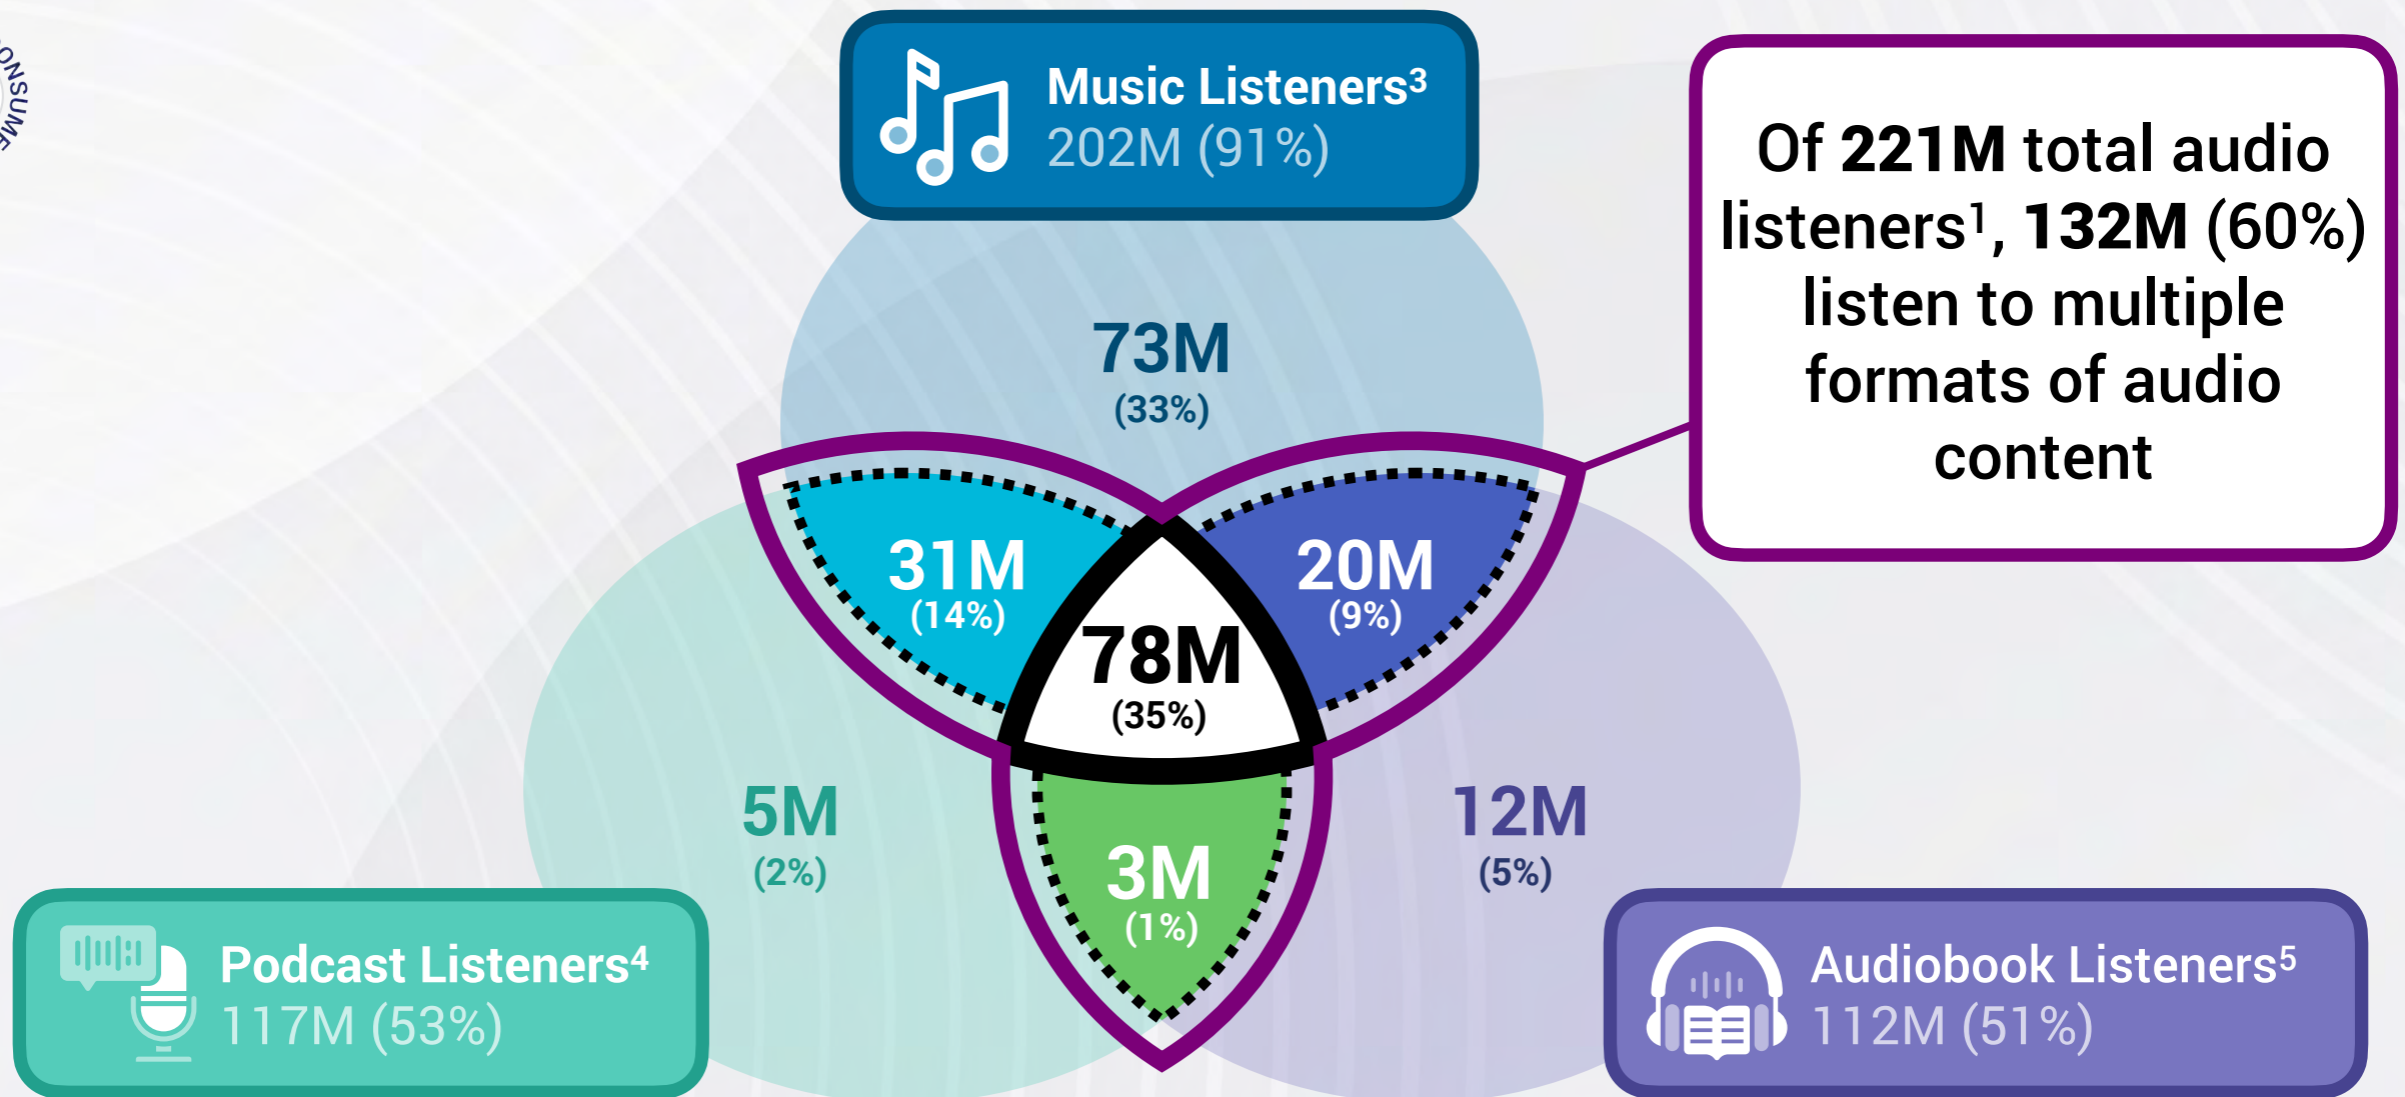 Music Listeners³
202M (91%)
Of 221M total audio
listeners¹, 132M (60%)
listen to multiple
formats of audio
content
73M
(33%)
31M
(14%)
20M
(9%)
78M
(35%)
5M
(2%)
12M
(5%)
3M
(1%)
Podcast Listeners⁴
117M (53%)
Audiobook Listeners⁵
112M (51%)